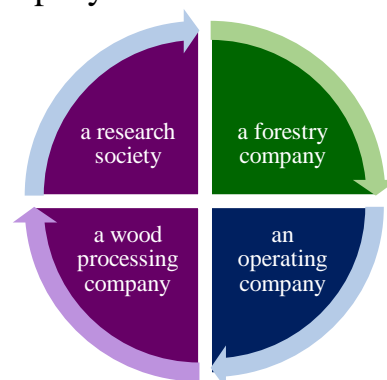 a research
society
a forestry
company
a wood
processing
company
an
operating
company